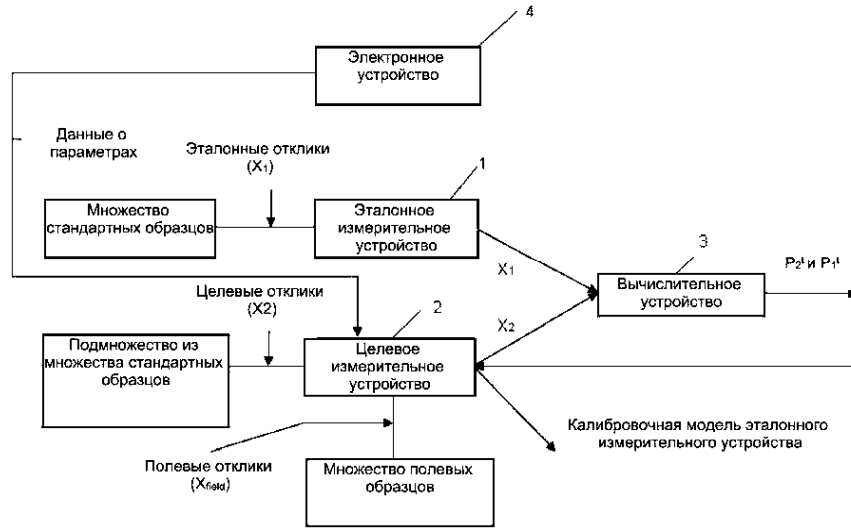 4
Электронное
устройство
Данные о
параметрах
Эталонные отклики
(X1)
1
Множество
стандартных образцов
Эталонное
измерительное
устройство
3
X1
P2t и P1t
Вычислительное
устройство
Целевые отклики
(X2)
2
X2
Подмножество из
множества стандартных
образцов
Целевое
измерительное
устройство
Калибровочная модель эталонного
измерительного устройства
Полевые отклики
(Xfield)
Множество полевых
образцов